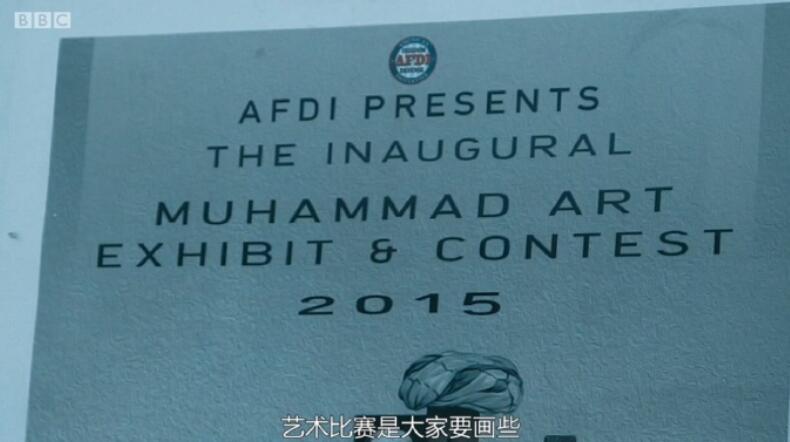 BBC
AFDI
AFDI PRESENTS
THE INAUGURAL
MUHAMMAD ART
EXHIBIT & CONTEST
2015
艺术比赛是大家要画些